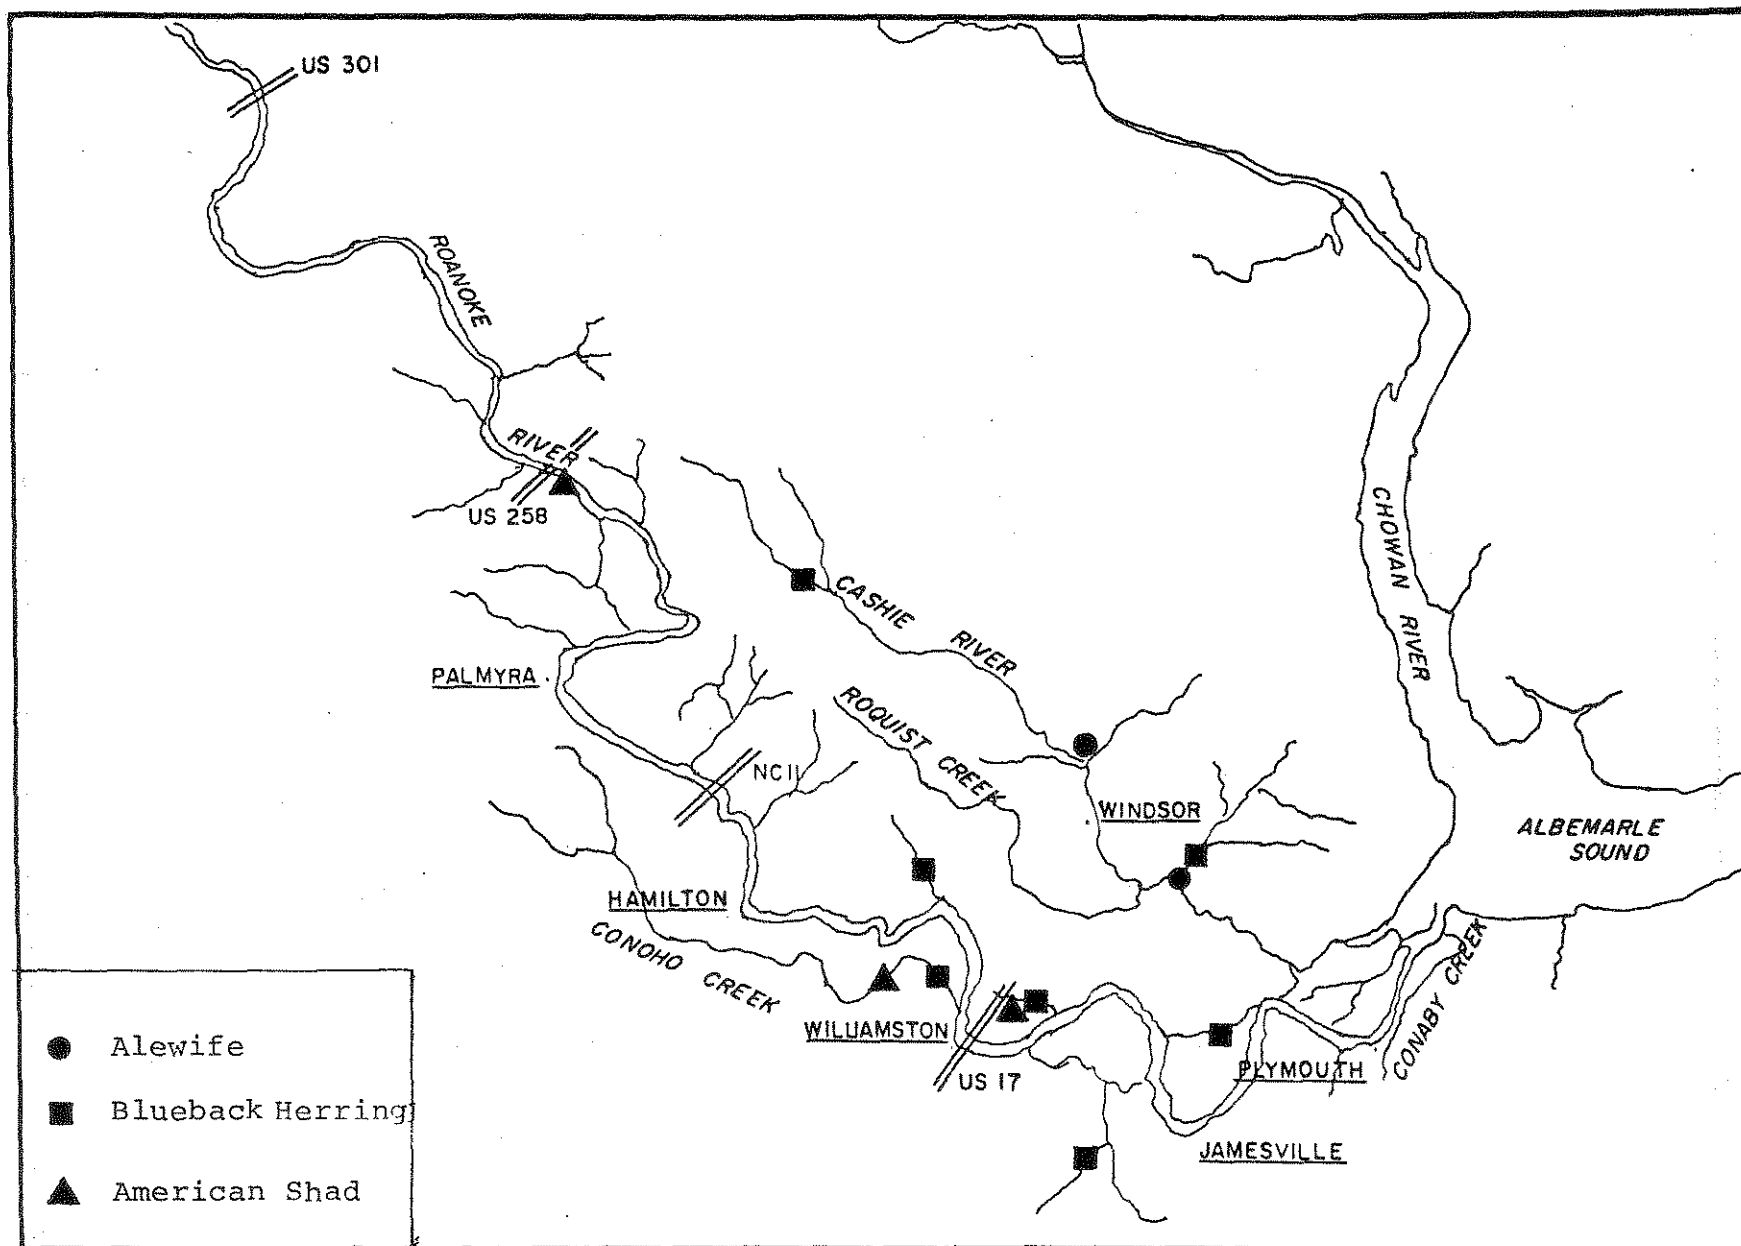 US 301
ROANOKE
RIVER
US 258
CASHIE
RIVER
CHOWAN RIVER
PALMYRA
ROQUIST CREEK
NC 11
WINDSOR
ALBEMARLE
SOUND
HAMILTON
CONOHO CREEK
WILLIAMSTON
US 17
PLYMOUTH
CONABY CREEK
JAMESVILLE
Alewife
Blueback Herring
American Shad